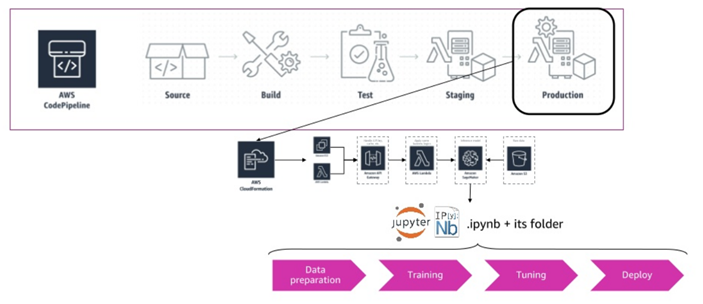 AWS
CodePipeline
Source
Build
Test
Staging
Production
AWS
CloudFormation
Amazon API
Gateway
AWS Lambda
Amazon
SageMaker
Amazon S3
jupyter
IP[y]:
Nb
.ipynb + its folder
Data
preparation
Training
Tuning
Deploy